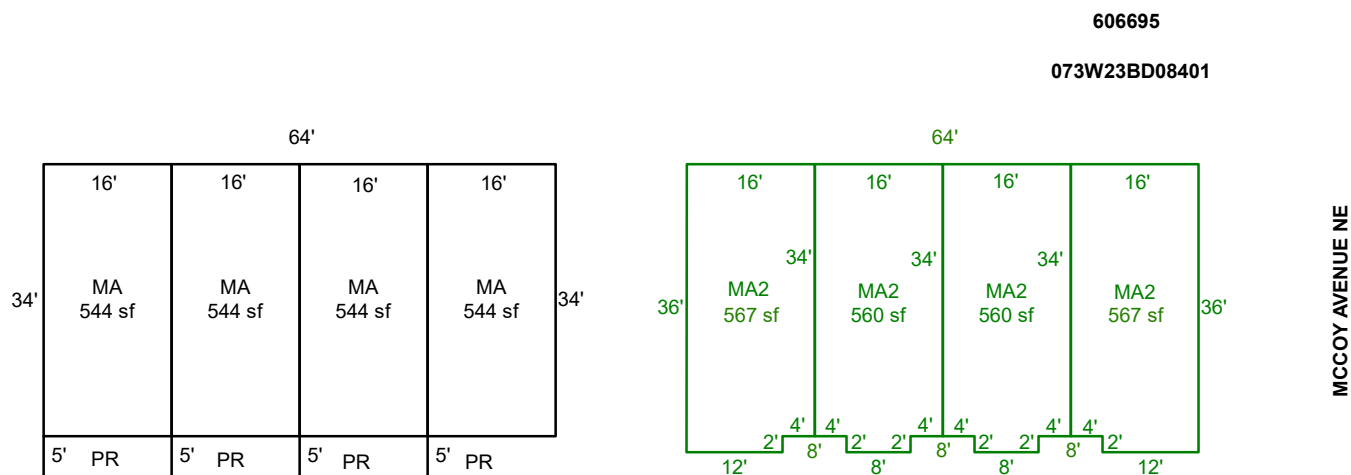 606695
073W23BD08401
64' 64'
16' 16' 16' 16' 16' 16' 16' 16'
34' 34' 34'
34' MA MA MA MA 34' 36' MA2 MA2 MA2 MA2 36'
544 sf 544 sf 544 sf 544 sf 567 sf 560 sf 560 sf 567 sf
MCCOY AVENUE NE
4' 4' 4' 4' 4' 4'
2' 2' 2' 2' 2' 2'
8' 8' 8'
5' PR 5' PR 5' PR 5' PR 12' 8' 8' 12'